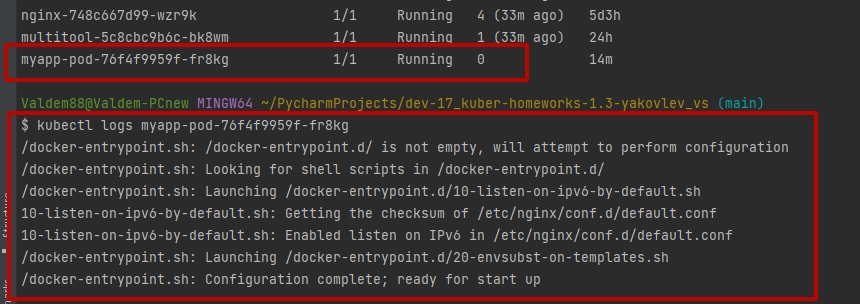 nginx-748c667d99-wzr9k 1/1 Running 4 (33m ago) 5d3h
multitool-5c8cbc9b6c-bk8wm 1/1 Running 1 (33m ago) 24h
myapp-pod-76f4f9959f-fr8kg 1/1 Running 0 14m
Valdem88@Valdem-PCnew MINGW64 ~/PycharmProjects/dev-17_kuber-homeworks-1.3-yakovlev_vs (main)
$ kubectl logs myapp-pod-76f4f9959f-fr8kg
/docker-entrypoint.sh: /docker-entrypoint.d/ is not empty, will attempt to perform configuration
/docker-entrypoint.sh: Looking for shell scripts in /docker-entrypoint.d/
/docker-entrypoint.sh: Launching /docker-entrypoint.d/10-listen-on-ipv6-by-default.sh
10-listen-on-ipv6-by-default.sh: Getting the checksum of /etc/nginx/conf.d/default.conf
10-listen-on-ipv6-by-default.sh: Enabled listen on IPv6 in /etc/nginx/conf.d/default.conf
/docker-entrypoint.sh: Launching /docker-entrypoint.d/20-envsubst-on-templates.sh
/docker-entrypoint.sh: Configuration complete; ready for start up